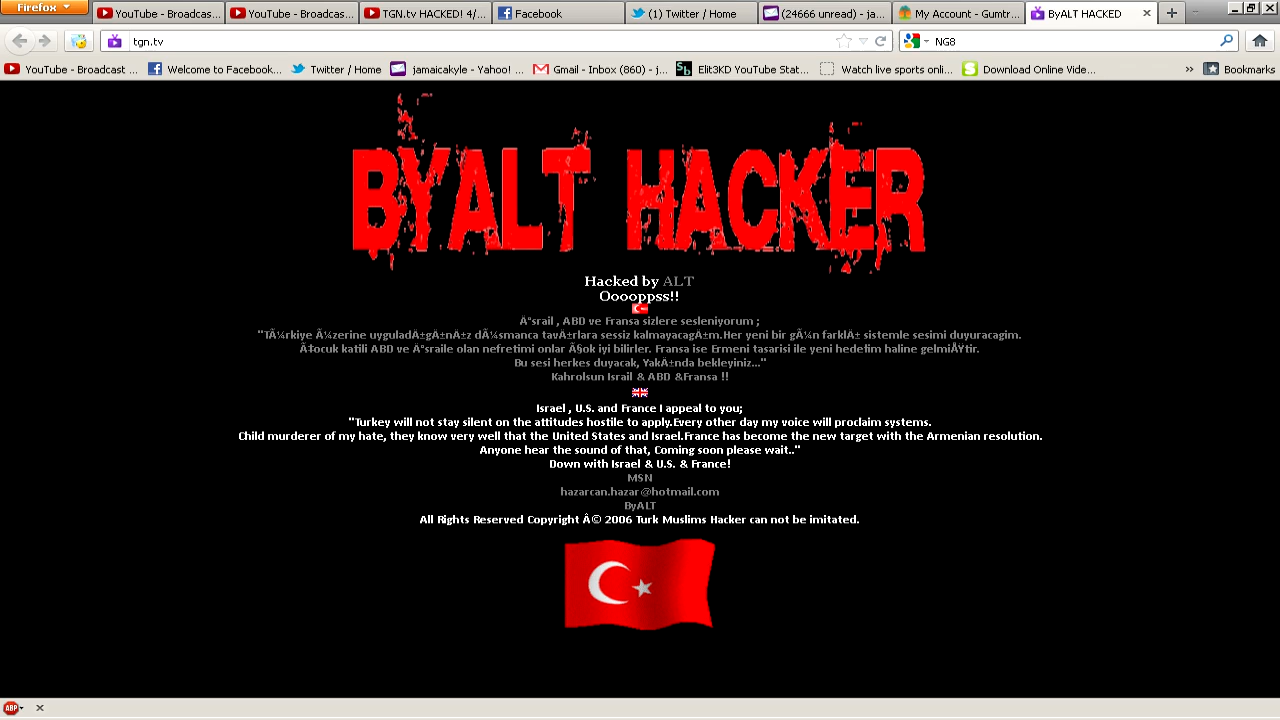 Firefox
YouTube - Broadcas...
YouTube - Broadcas...
TGN.tv HACKED! 4/...
Facebook
(1) Twitter / Home
(24666 unread) - ja...
My Account - Gumtr...
ByALT HACKED
tgn.tv
NG8
YouTube - Broadcast ...
Welcome to Facebook...
Twitter / Home
jamaicakyle - Yahoo! ...
Gmail - Inbox (860) - j...
Elit3KD YouTube Stat...
Watch live sports onli...
Download Online Vide...
»
Bookmarks
BYALT HACKER
Hacked by ALT
Ooooppss!!
Ä°srail , ABD ve Fransa sizlere sesleniyorum ;
"TÃ¼rkiye Ã¼zerine uyguladÄ±gÄ±nÄ±z dÃ¼smanca tavÄ±rlara sessiz kalmayacagÄ±m.Her yeni bir gÃ¼n farklÄ± sistemle sesimi duyuracagim.
Ã‡ocuk katili ABD ve Ä°sraile olan nefretimi onlar Ã§ok iyi bilirler. Fransa ise Ermeni tasarisi ile yeni hedefim haline gelmiÅŸtir.
Bu sesi herkes duyacak, YakÄ±nda bekleyiniz..."
Kahrolsun Israil & ABD &Fransa !!
Israel , U.S. and France I appeal to you;
"Turkey will not stay silent on the attitudes hostile to apply.Every other day my voice will proclaim systems.
Child murderer of my hate, they know very well that the United States and Israel.France has become the new target with the Armenian resolution.
Anyone hear the sound of that, Coming soon please wait.."
Down with Israel & U.S. & France!
MSN
hazarcan.hazar@hotmail.com
ByALT
All Rights Reserved Copyright Â© 2006 Turk Muslims Hacker can not be imitated.
ABP